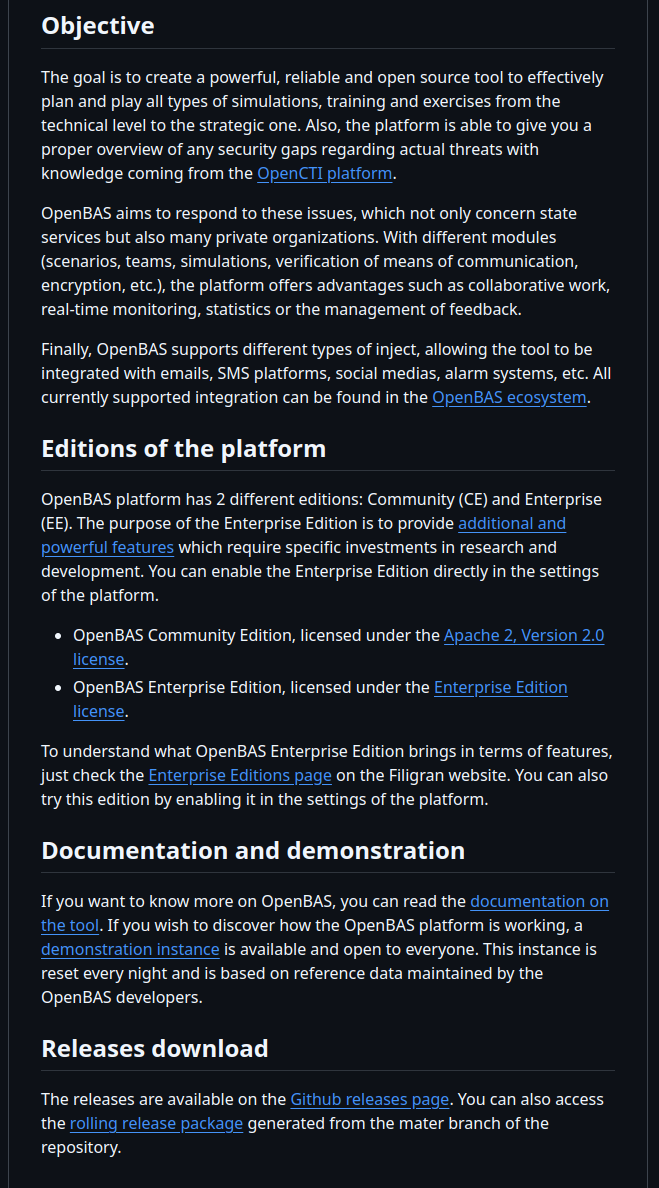 Objective
The goal is to create a powerful, reliable and open source tool to effectively
plan and play all types of simulations, training and exercises from the
technical level to the strategic one. Also, the platform is able to give you a
proper overview of any security gaps regarding actual threats with
knowledge coming from the OpenCTI platform.
OpenBAS aims to respond to these issues, which not only concern state
services but also many private organizations. With different modules
(scenarios, teams, simulations, verification of means of communication,
encryption, etc.), the platform offers advantages such as collaborative work,
real-time monitoring, statistics or the management of feedback.
Finally, OpenBAS supports different types of inject, allowing the tool to be
integrated with emails, SMS platforms, social medias, alarm systems, etc. All
currently supported integration can be found in the OpenBAS ecosystem.
Editions of the platform
OpenBAS platform has 2 different editions: Community (CE) and Enterprise
(EE). The purpose of the Enterprise Edition is to provide additional and
powerful features which require specific investments in research and
development. You can enable the Enterprise Edition directly in the settings
of the platform.
• OpenBAS Community Edition, licensed under the Apache 2, Version 2.0
license.
• OpenBAS Enterprise Edition, licensed under the Enterprise Edition
license.
To understand what OpenBAS Enterprise Edition brings in terms of features,
just check the Enterprise Editions page on the Filigran website. You can also
try this edition by enabling it in the settings of the platform.
Documentation and demonstration
If you want to know more on OpenBAS, you can read the documentation on
the tool. If you wish to discover how the OpenBAS platform is working, a
demonstration instance is available and open to everyone. This instance is
reset every night and is based on reference data maintained by the
OpenBAS developers.
Releases download
The releases are available on the Github releases page. You can also access
the rolling release package generated from the mater branch of the
repository.